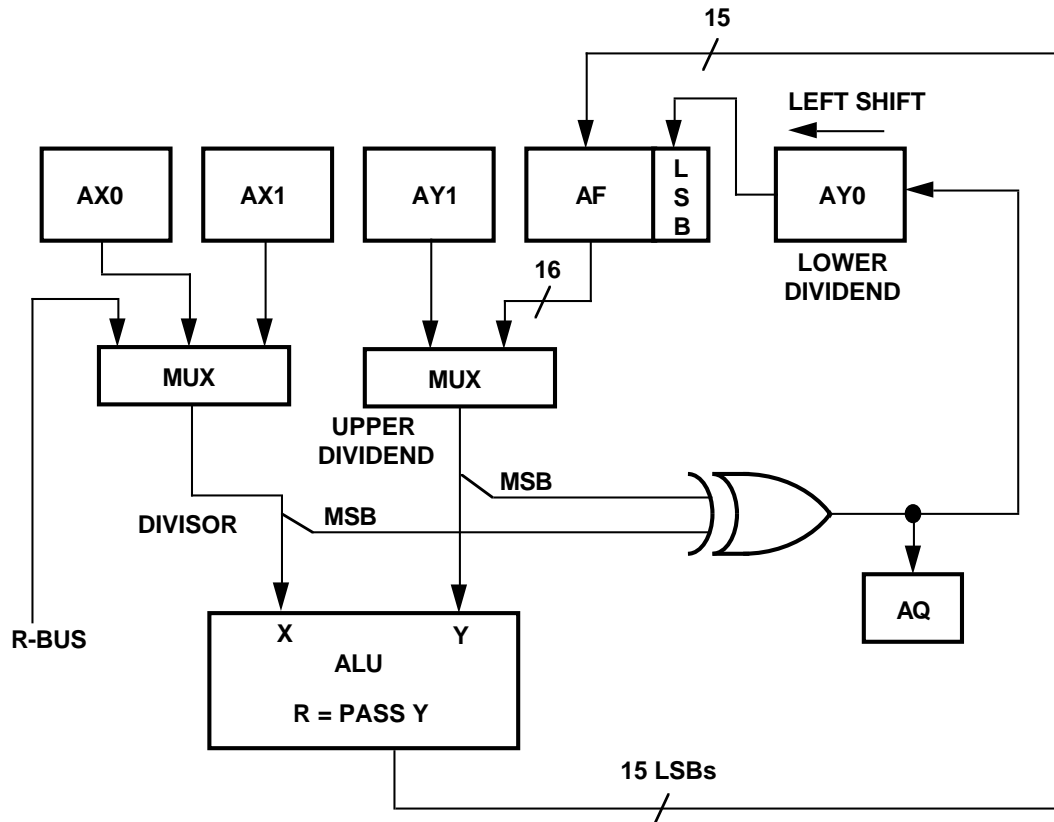 15
LEFT SHIFT
AX0
AX1
AY1
AF
L
S
B
AY0
LOWER
DIVIDEND
16
MUX
MUX
UPPER
DIVIDEND
MSB
DIVISOR
MSB
AQ
R-BUS
X
Y
ALU
R = PASS Y
15 LSBs